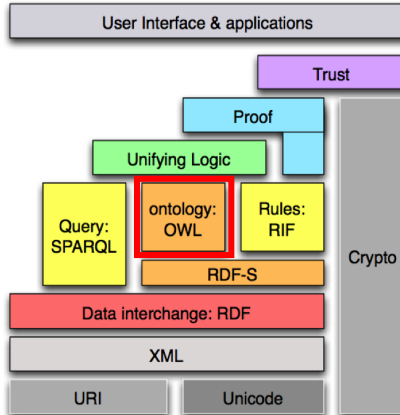 User Interface & applications
Trust
Proof
Unifying Logic
Query:
SPARQL
ontology:
OWL
Rules:
RIF
Crypto
RDF-S
Data interchange: RDF
XML
URI
Unicode